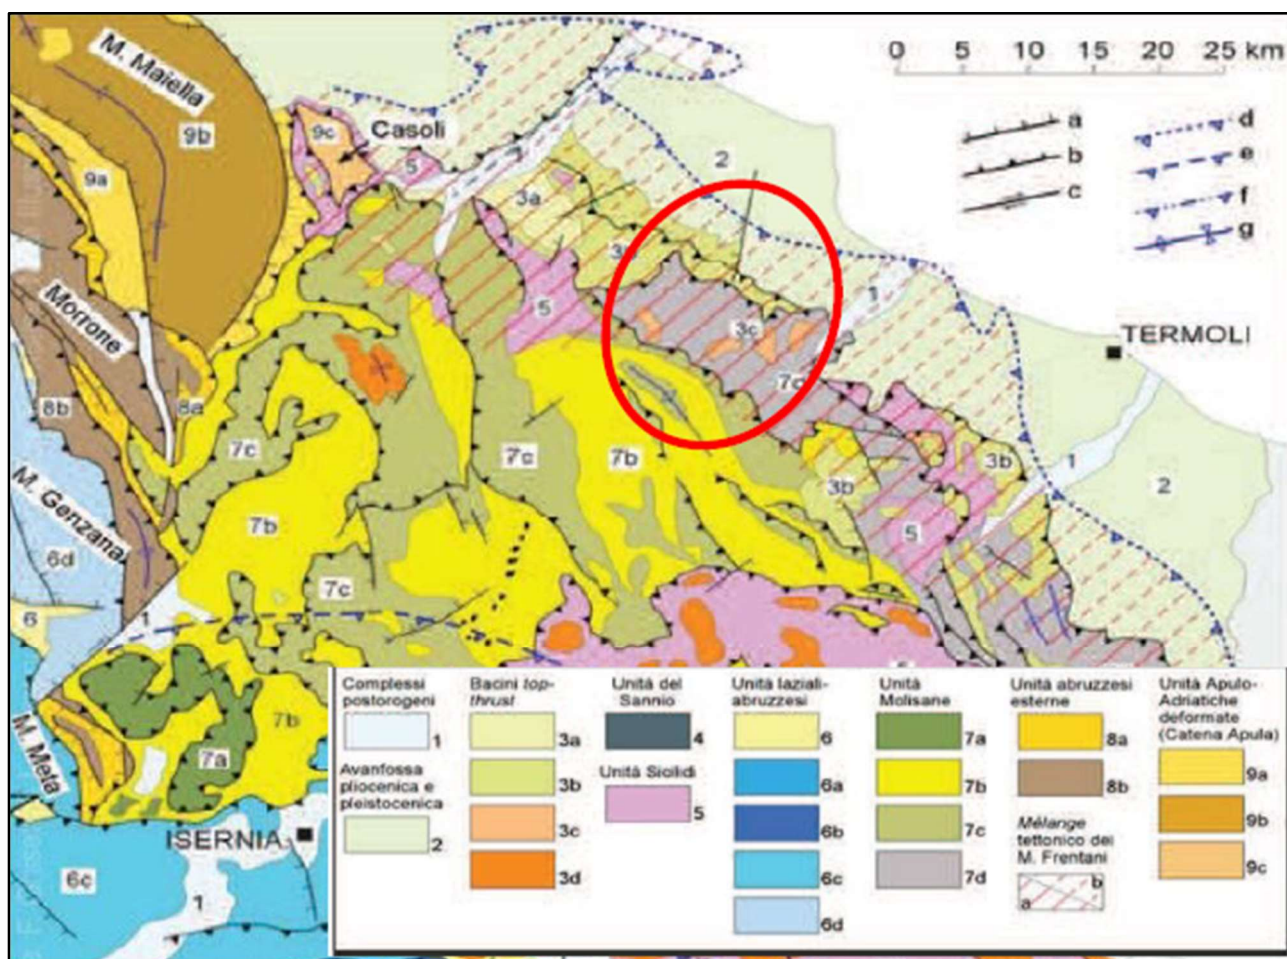 0 5 10 15 20 25 km
M. Maiella
9b
9c
Casoli
a
b
c
d
e
f
g
9a
5
1
2
3a
Morrone
5
3c
1
7d
TERMOLI
8b
8a
7c
7c
7b
3b
3b
1
2
M. Genzana
7b
5
6d
7c
6
1
7b
7a
M. Meta
ISERNIA
6c
1
Complessi
postorogeni
1
Avanfossa
pliocenica e
pleistocenica
2
Bacini top-
thrust
3a
3b
3c
3d
Unità del
Sannio
4
Unità Sicilidi
5
Unità laziali-
abruzzesi
6
6a
6b
6c
6d
Unità
Molisane
7a
7b
7c
7d
Unità abruzzesi
esterne
8a
8b
Mélange
tettonico dei
M. Frentani
a b
Unità Apulo-
Adriatiche
deformate
(Catena Apula)
9a
9b
9c